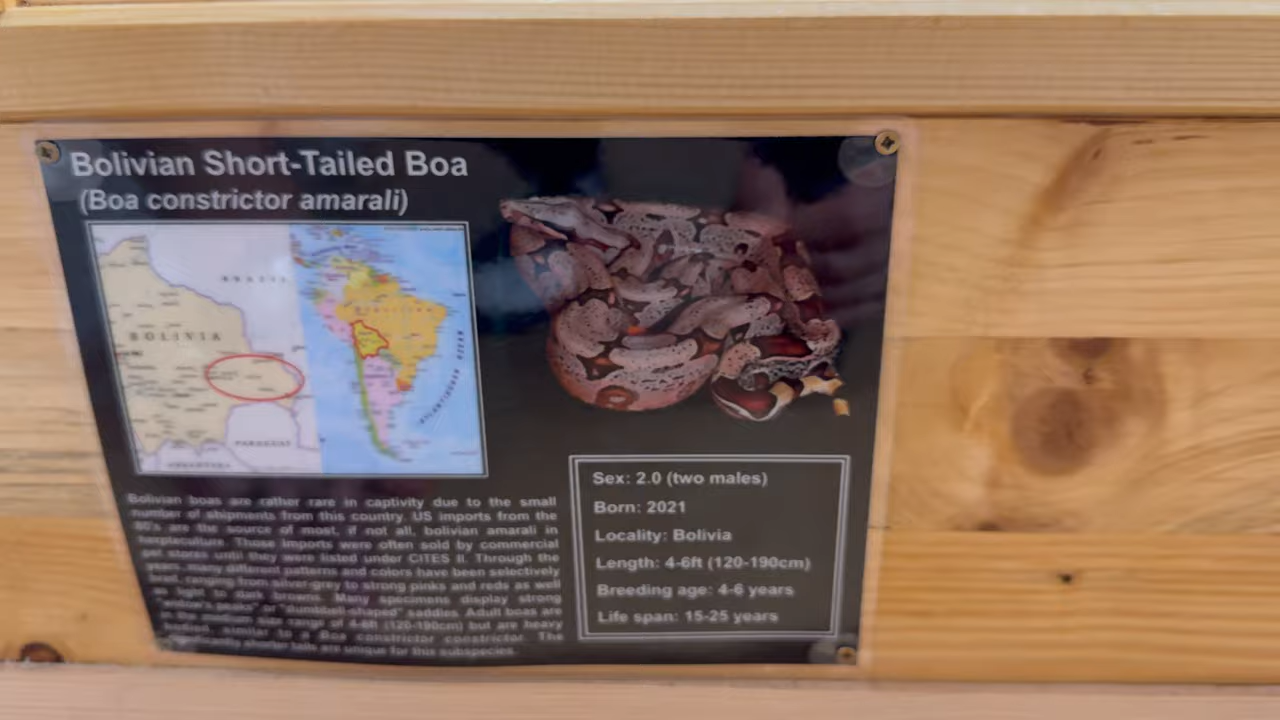 Bolivian Short-Tailed Boa
(Boa constrictor amarali)
BRAZIL
BOLIVIA
PARAGUAY
ARGENTINA
Bolivian boas are rather rare in captivity due to the small
number of shipments from this country. US imports from the
80's are the source of most, if not all, bolivian amarali in
herpleculture. Those imports were often sold by commercial
pet stores until they were listed under CITES II. Through the
years, many different patterns and colors have been selectively
bred, ranging from silver-grey to strong pinks and reds as well
as light to dark browns. Many specimens display strong
"widow's peaks" or "dumbbell-shaped" saddles. Adult boas are
in the medium size range of 4-6ft (120-190cm) but are heavy
bodied, similar to a Boa constrictor constrictor. The
significantly shorter tails are unique for this subspecies.
Sex: 2.0 (two males)
Born: 2021
Locality: Bolivia
Length: 4-6ft (120-190cm)
Breeding age: 4-6 years
Life span: 15-25 years